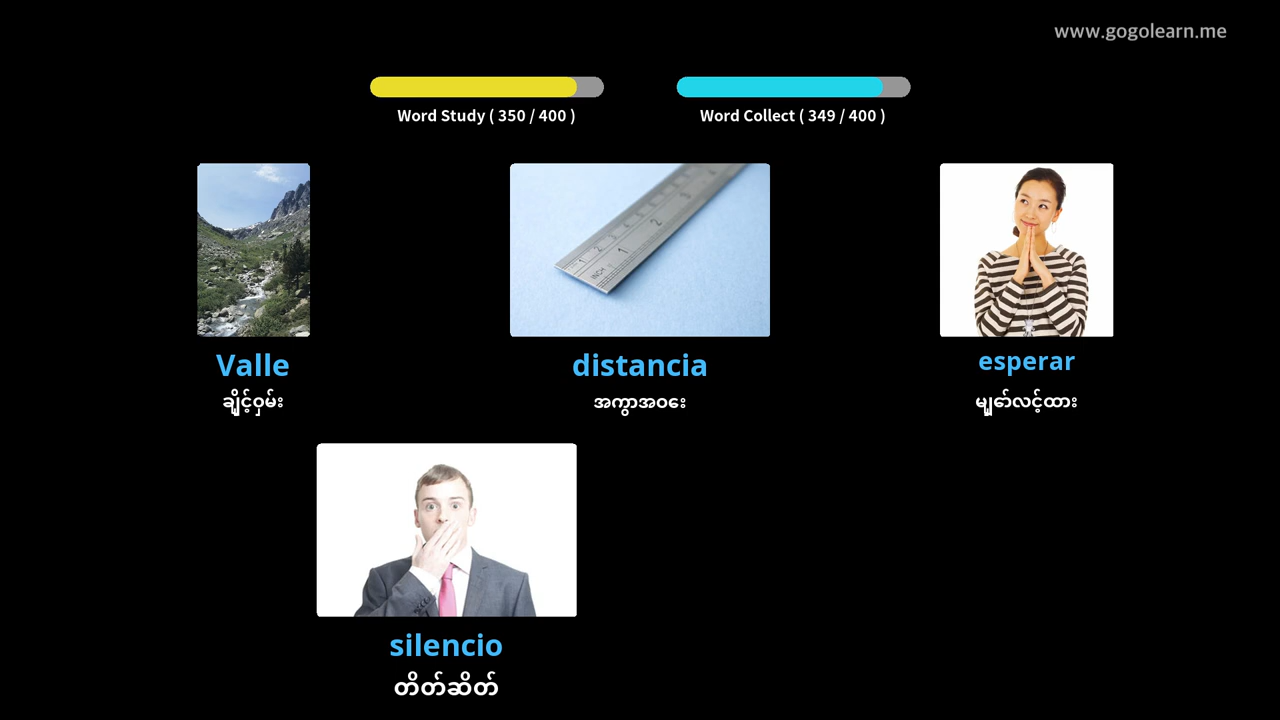 www.gogolearn.me
Word Study ( 350 / 400 )
Word Collect ( 349 / 400 )
Valle
ချိုင့်ဝှမ်း
distancia
အကွာအဝေး
esperar
မျှော်လင့်ထား
silencio
တိတ်ဆိတ်